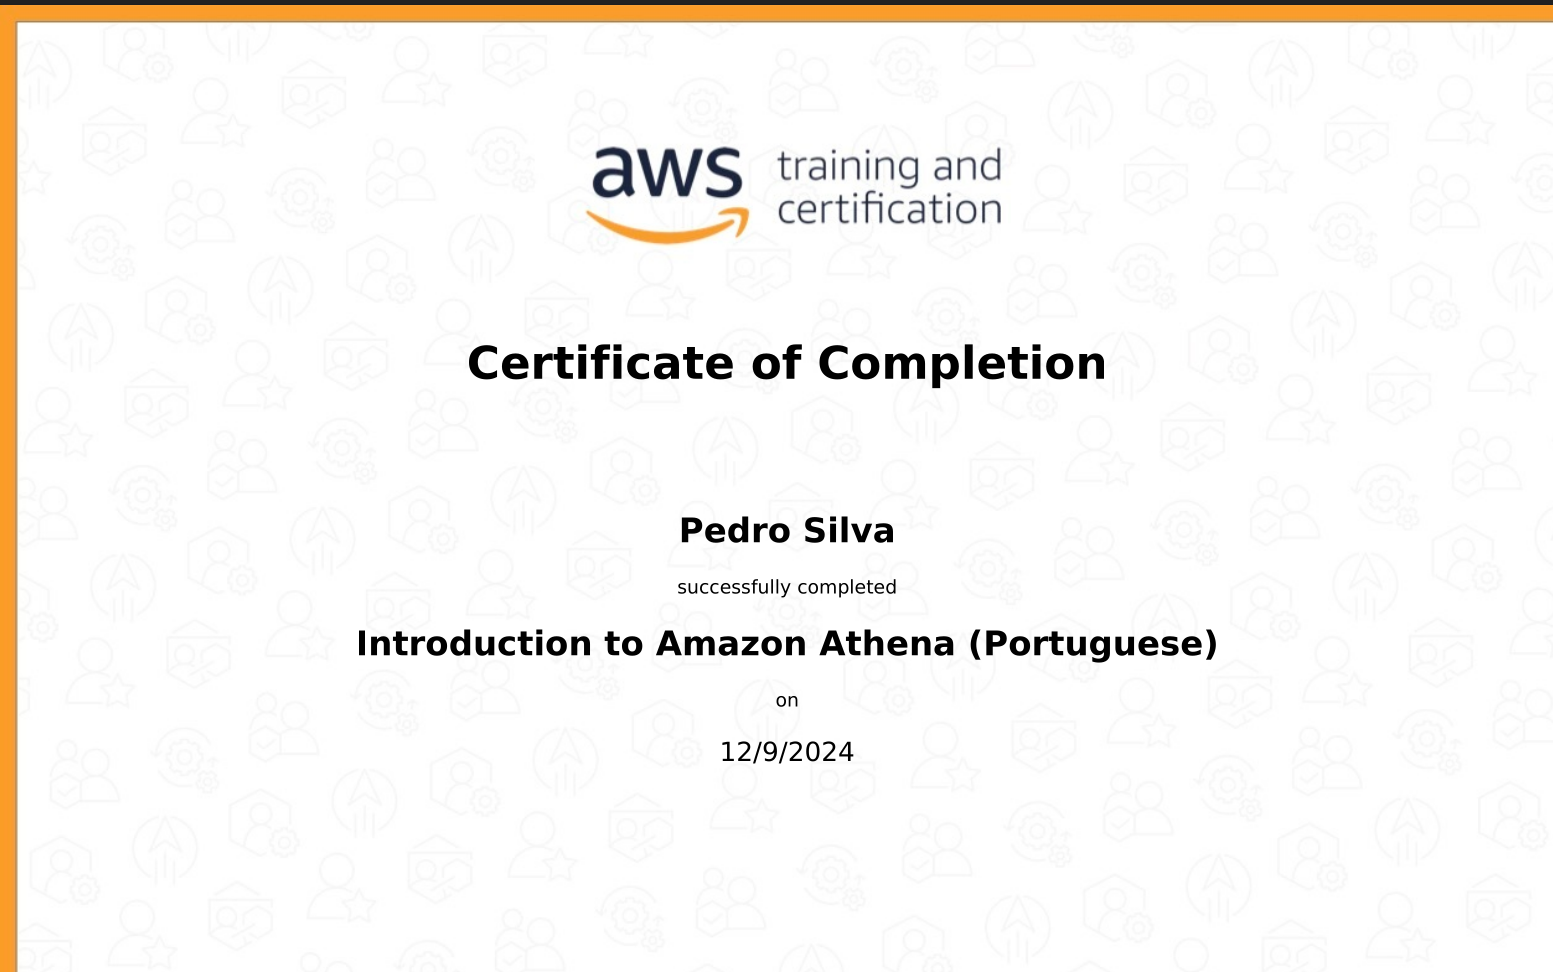 aws training and
certification
Certificate of Completion
Pedro Silva
successfully completed
Introduction to Amazon Athena (Portuguese)
on
12/9/2024